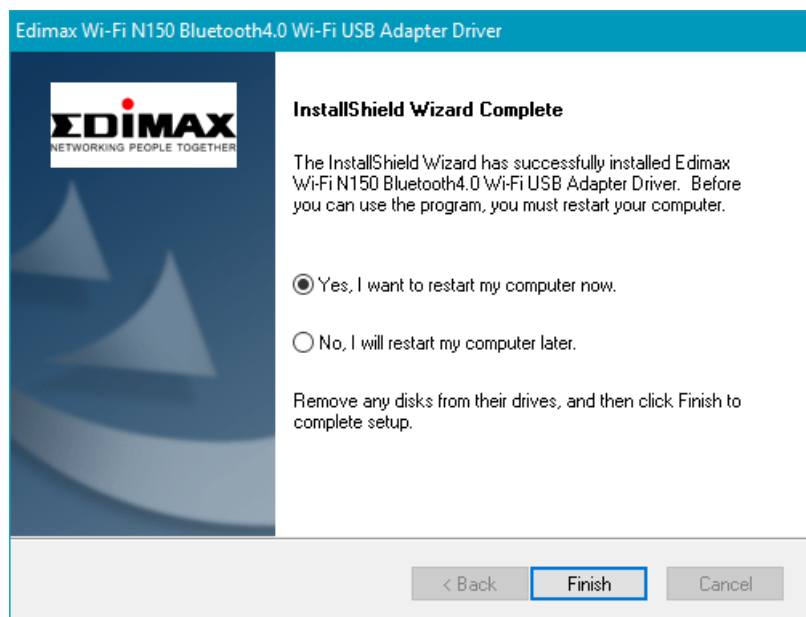 Edimax Wi-Fi N150 Bluetooth4.0 Wi-Fi USB Adapter Driver
EDIMAX
NETWORKING PEOPLE TOGETHER
InstallShield Wizard Complete
The InstallShield Wizard has successfully installed Edimax
Wi-Fi N150 Bluetooth4.0 Wi-Fi USB Adapter Driver. Before
you can use the program, you must restart your computer.
Yes, I want to restart my computer now.
No, I will restart my computer later.
Remove any disks from their drives, and then click Finish to
complete setup.
< Back Finish Cancel